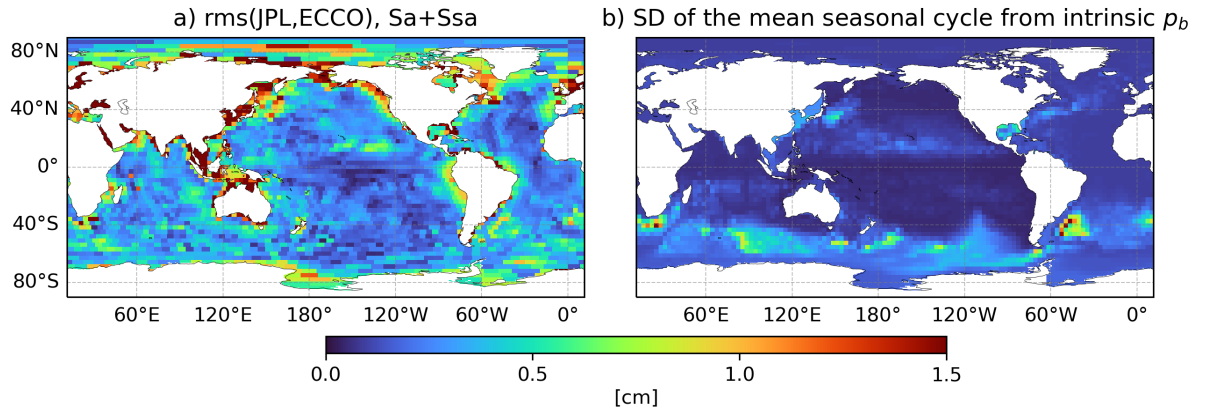 a) rms(JPL,ECCO), Sa+Ssa
b) SD of the mean seasonal cycle from intrinsic p_b
80°N
40°N
0°
40°S
80°S
60°E
120°E
180°
120°W
60°W
0°
60°E
120°E
180°
120°W
60°W
0°
0.0
0.5
1.0
1.5
[cm]